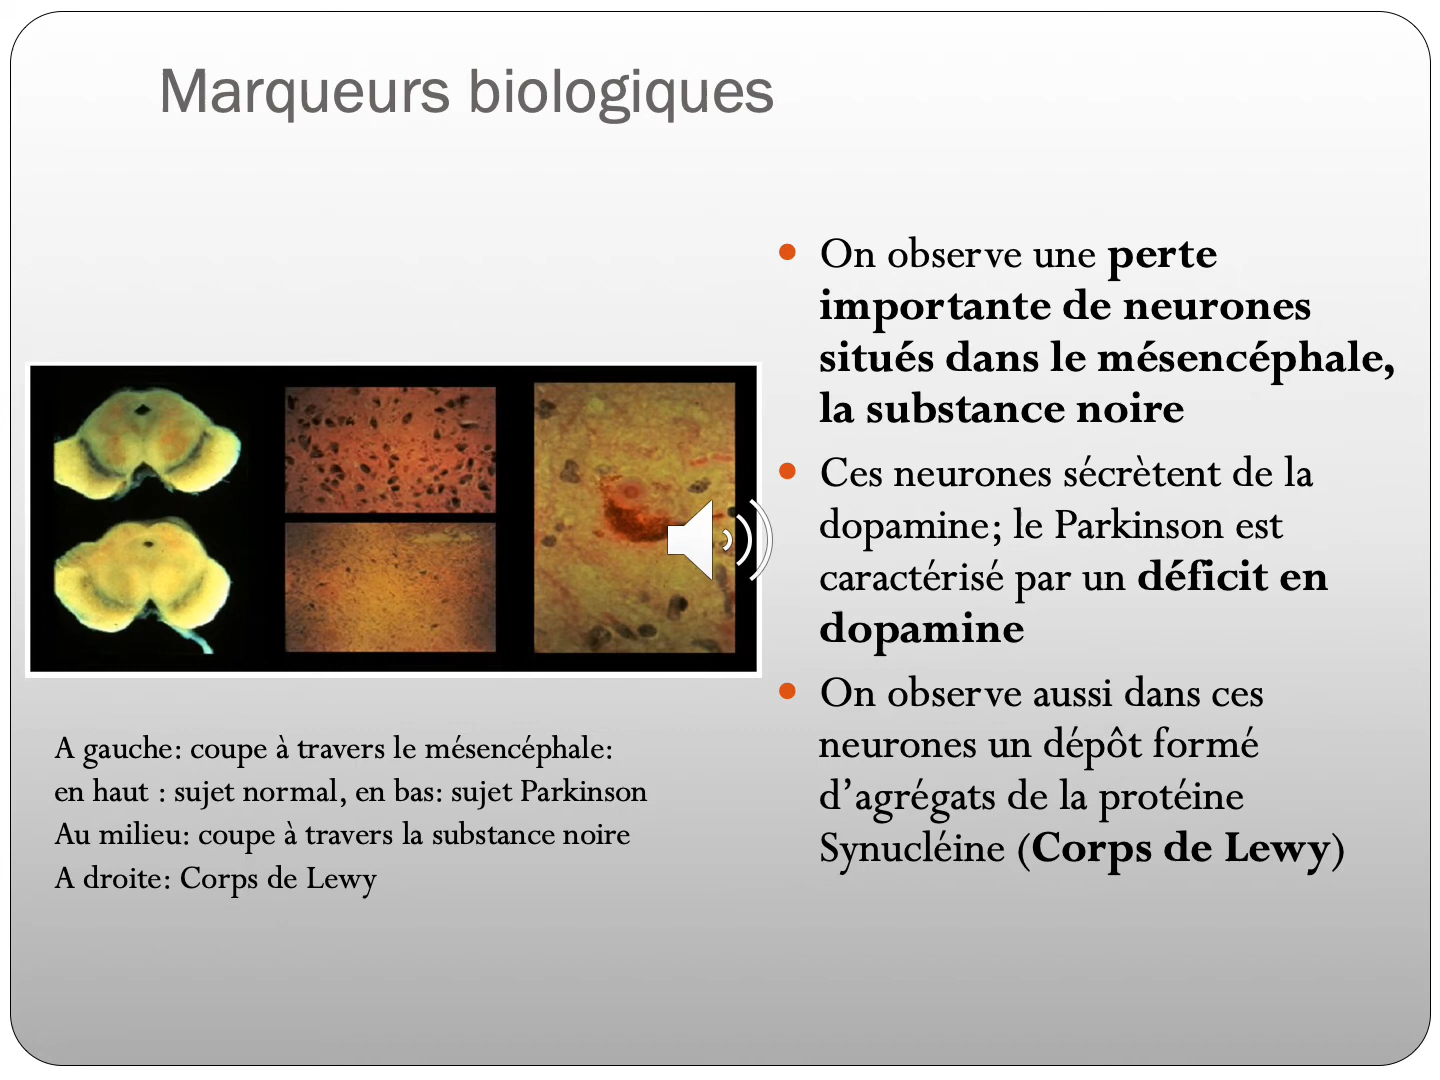 Marqueurs biologiques
On observe une perte
importante de neurones
situés dans le mésencéphale,
la substance noire
Ces neurones sécrètent de la
dopamine; le Parkinson est
caractérisé par un déficit en
dopamine
On observe aussi dans ces
neurones un dépôt formé
d’agrégats de la protéine
Synucléine (Corps de Lewy)
A gauche: coupe à travers le mésencéphale:
en haut : sujet normal, en bas: sujet Parkinson
Au milieu: coupe à travers la substance noire
A droite: Corps de Lewy